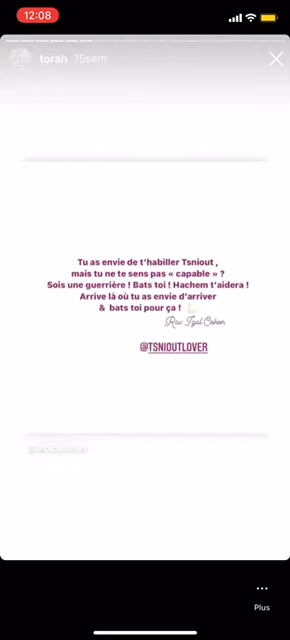 12:08
torah 15sem
Tu as envie de t'habiller Tsniout ,
mais tu ne te sens pas « capable » ?
Sois une guerrière ! Bats toi ! Hachem t'aidera !
Arrive là où tu as envie d'arriver
& bats toi pour ça !
Rav Igal Cohen
@TSNIOUTLOVER
@tsnioutlover
Plus